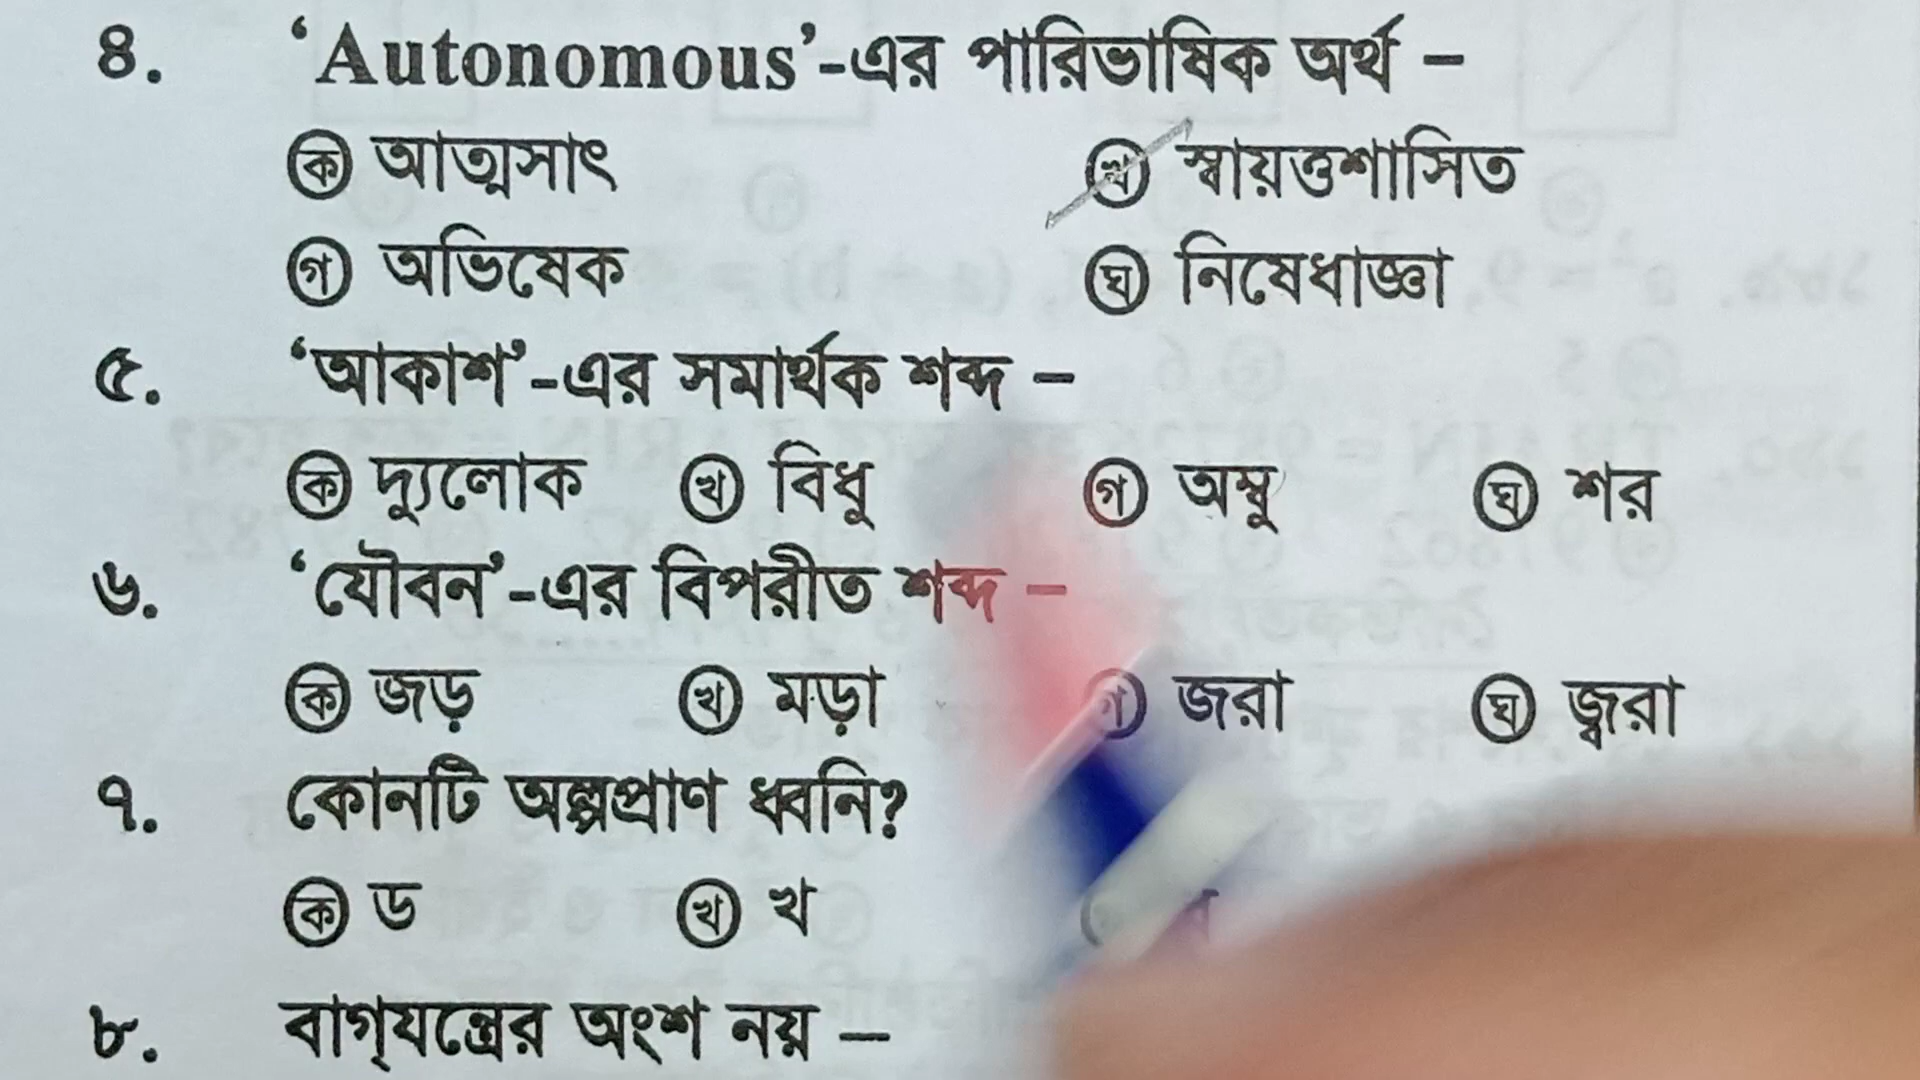 ৪. ‘Autonomous’-এর পারিভাষিক অর্থ –
ক আত্মসাৎ খ স্বায়ত্তশাসিত
গ অভিষেক ঘ নিষেধাজ্ঞা
৫. ‘আকাশ’-এর সমার্থক শব্দ –
ক দ্যুলোক খ বিধু গ অম্বু ঘ শর
৬. ‘যৌবন’-এর বিপরীত শব্দ –
ক জড় খ মড়া গ জরা ঘ জ্বরা
৭. কোনটি অল্পপ্রাণ ধ্বনি?
ক ড খ খ
৮. বাগ্‌যন্ত্রের অংশ নয় –